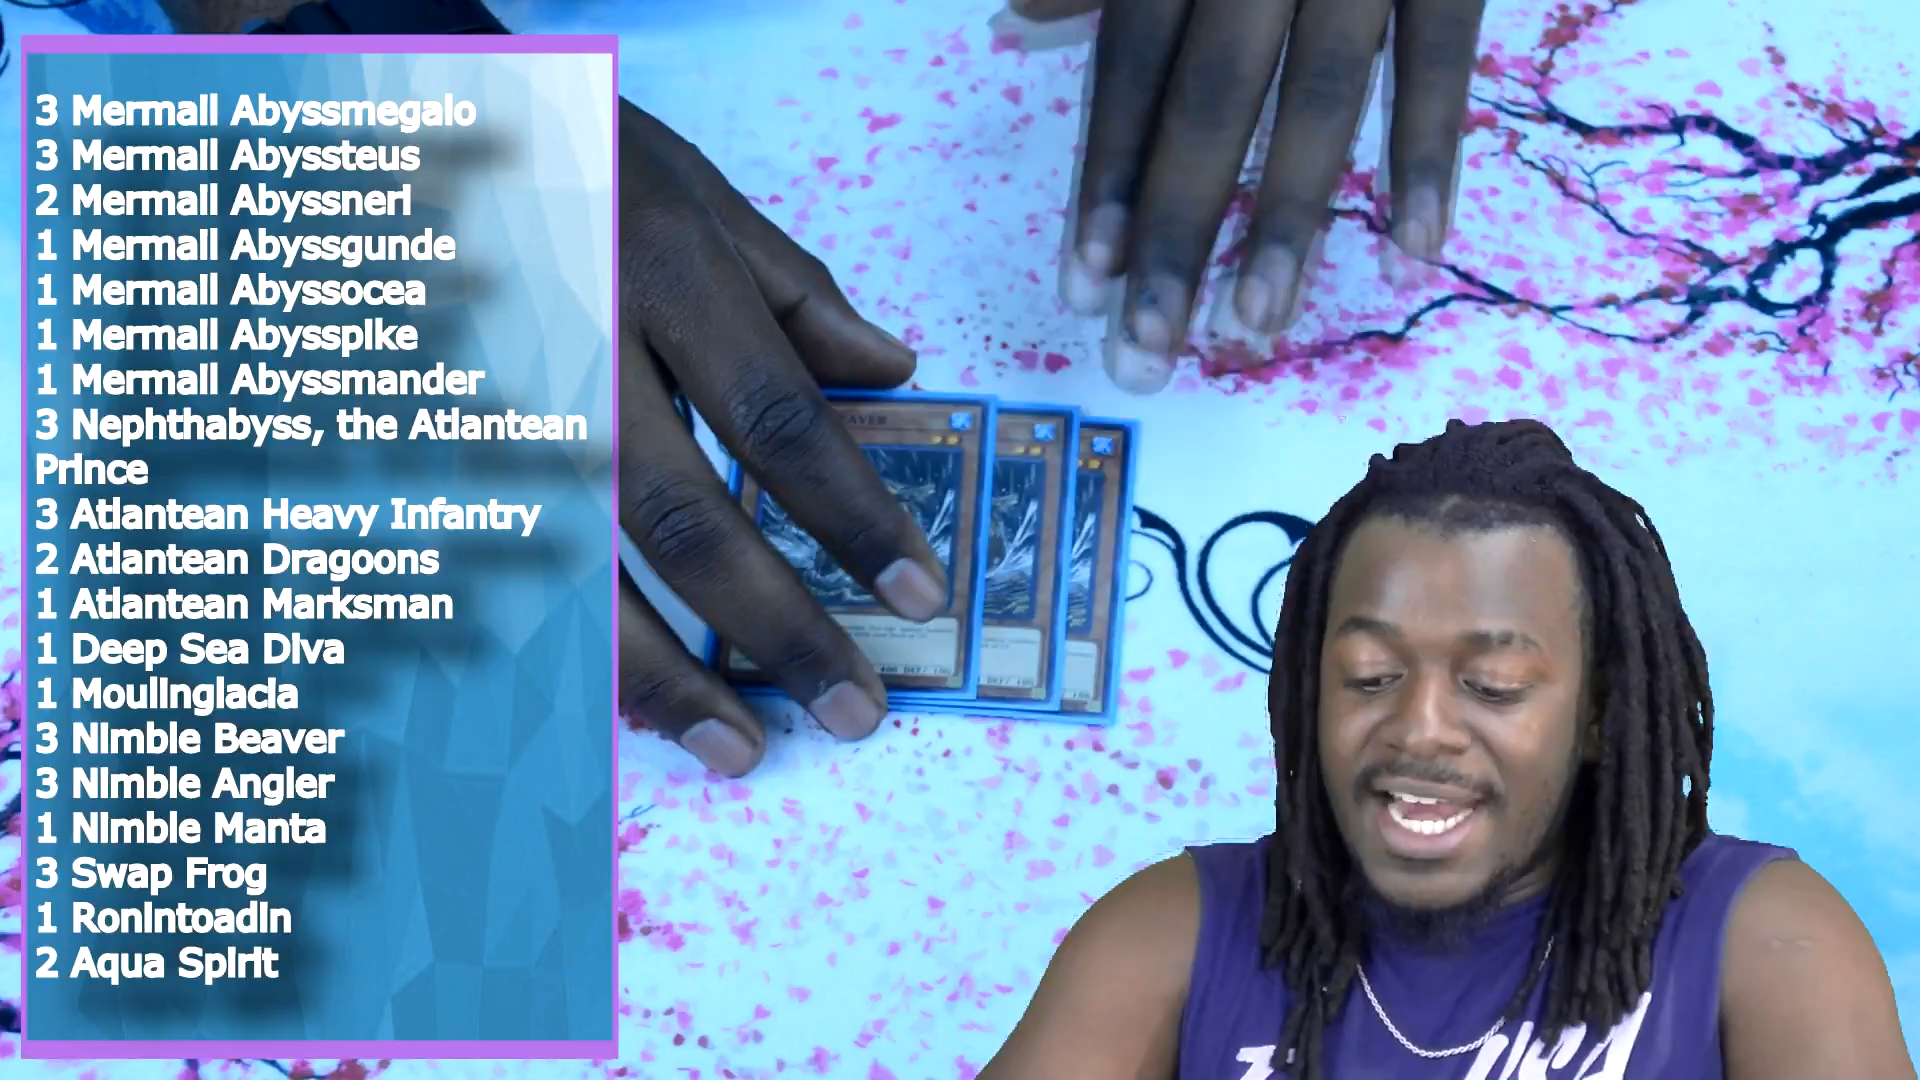 3 Mermail Abyssmegalo
3 Mermail Abyssteus
2 Mermail Abyssneri
1 Mermail Abyssgunde
1 Mermail Abyssocea
1 Mermail Abysspike
1 Mermail Abyssmander
3 Nephthabyss, the Atlantean
Prince
3 Atlantean Heavy Infantry
2 Atlantean Dragoons
1 Atlantean Marksman
1 Deep Sea Diva
1 Moulinglacia
3 Nimble Beaver
3 Nimble Angler
1 Nimble Manta
3 Swap Frog
1 Ronintoadin
2 Aqua Spirit